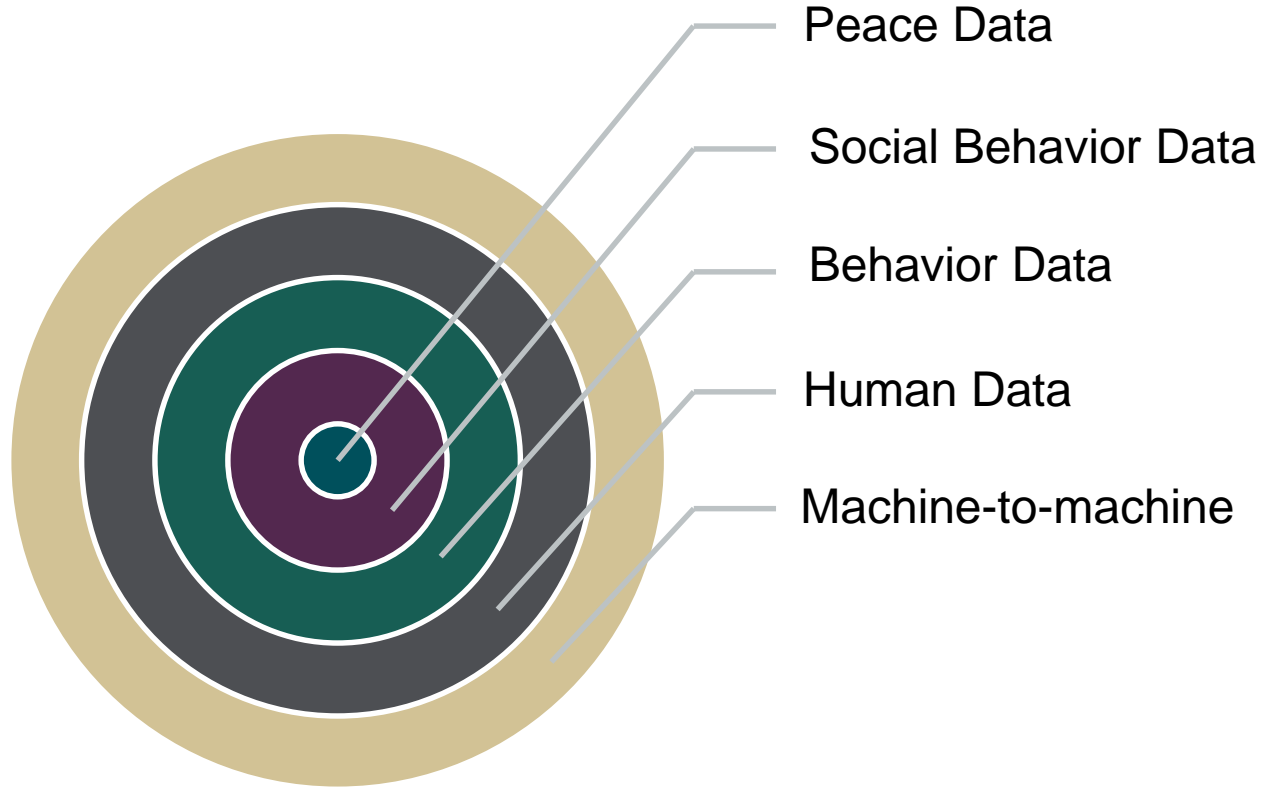 Peace Data
Social Behavior Data
Behavior Data
Human Data
Machine-to-machine